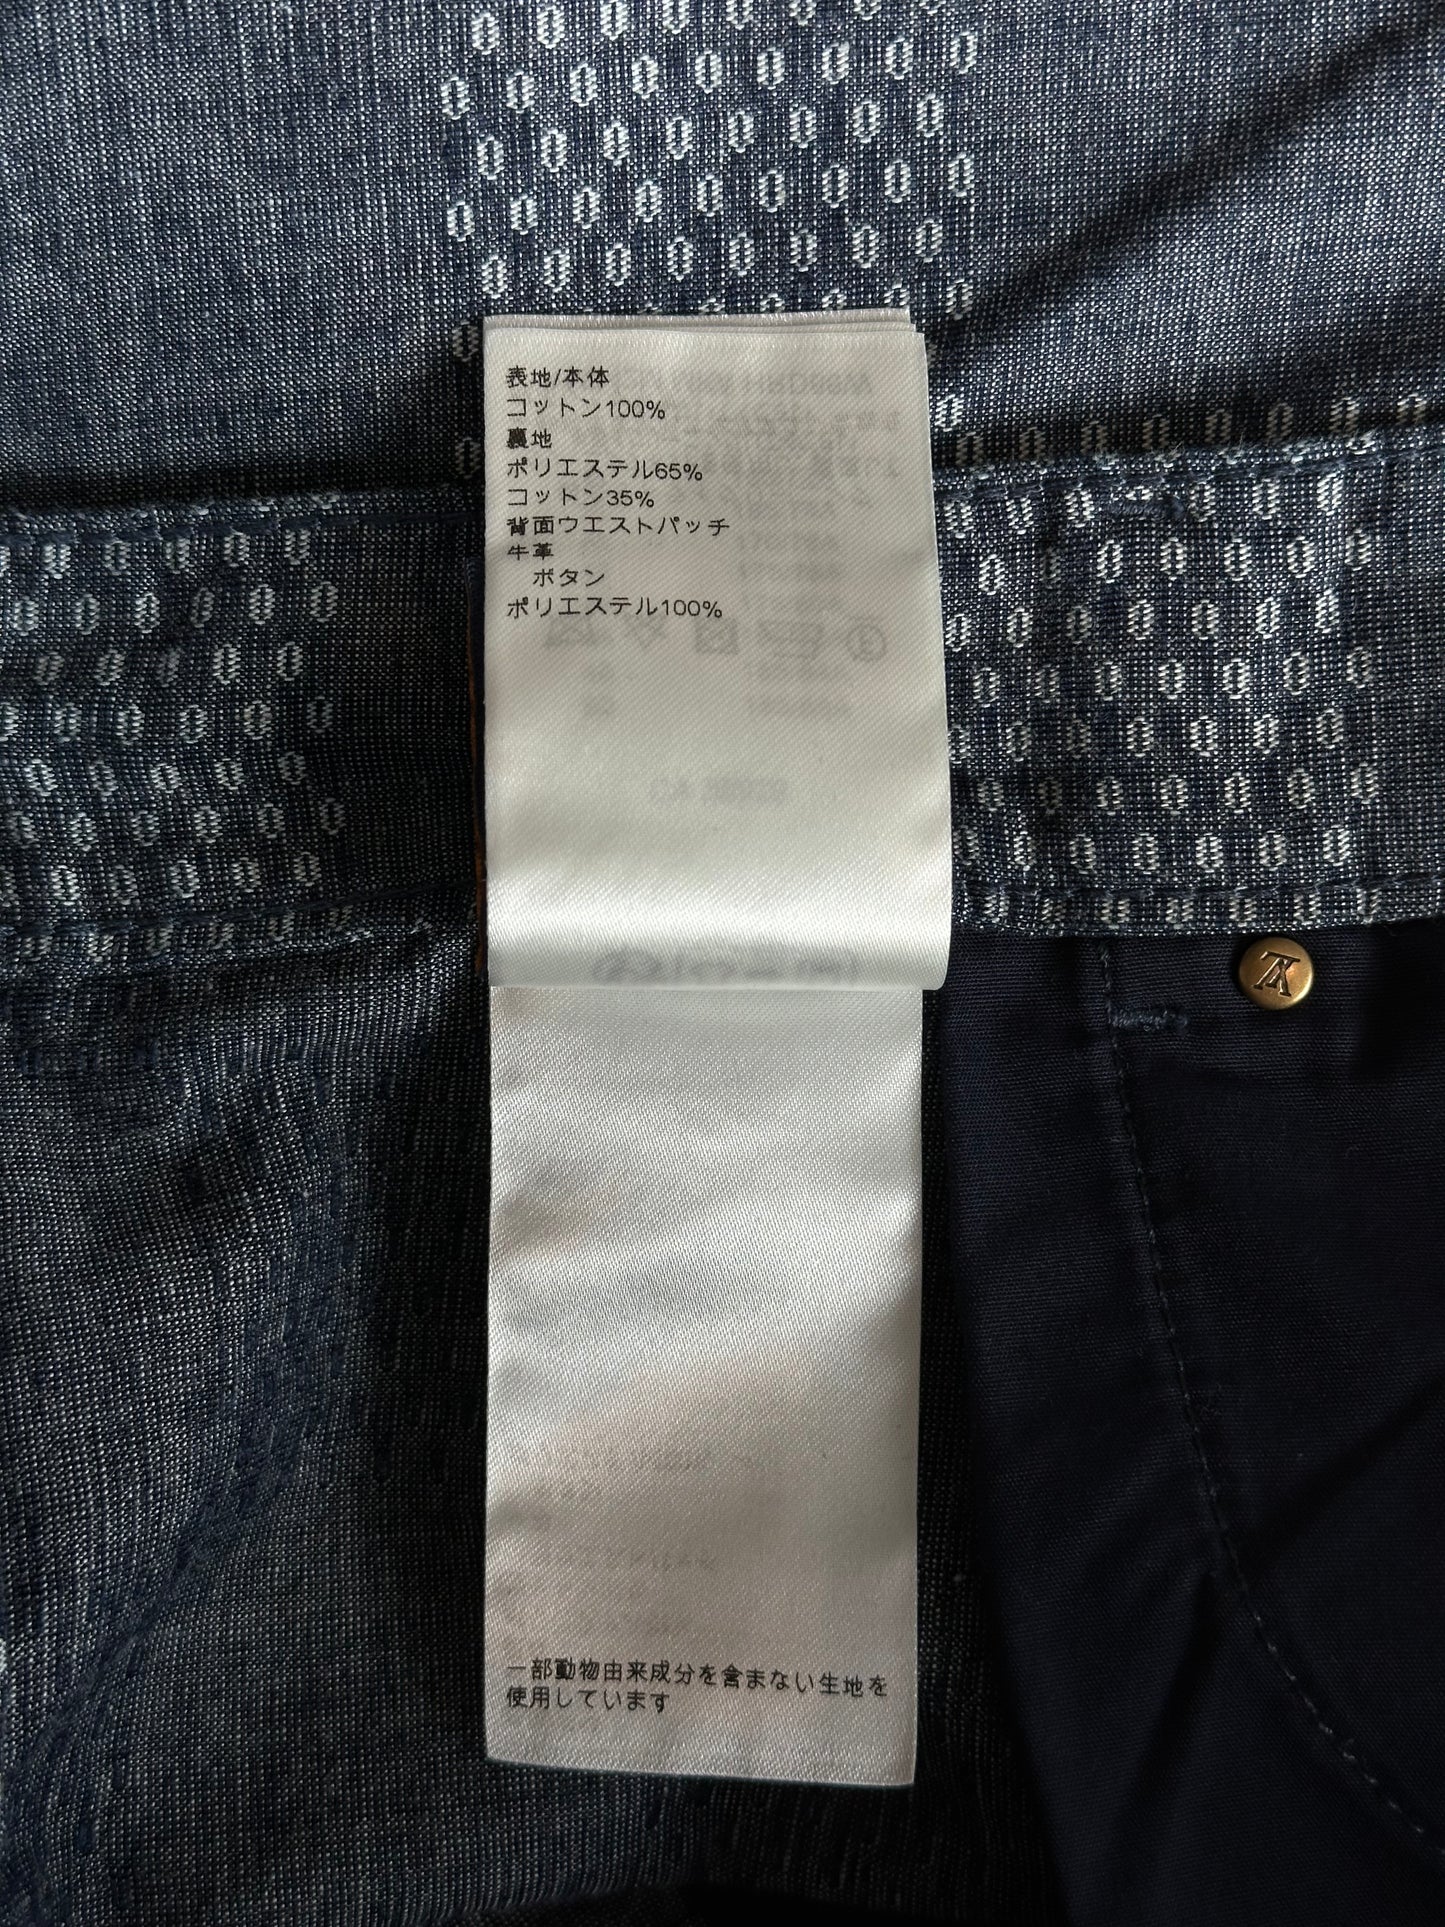 表地/本体
コットン100%
裏地
ポリエステル65%
コットン35%
背面ウエストパッチ
牛革
　ボタン
ポリエステル100%
一部動物由来成分を含まない生地を
使用しています